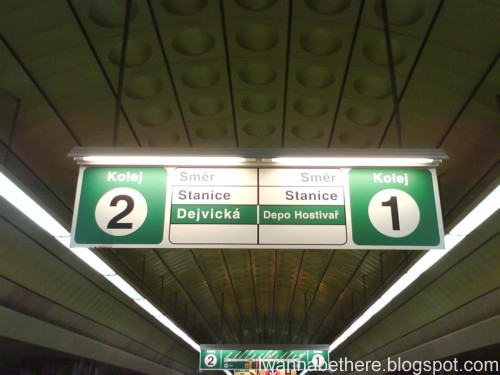 Kolej
2
Směr
Stanice
Dejvická
Směr
Stanice
Depo Hostivař
Kolej
1
2
1
Iwannabethere.blogspot.com